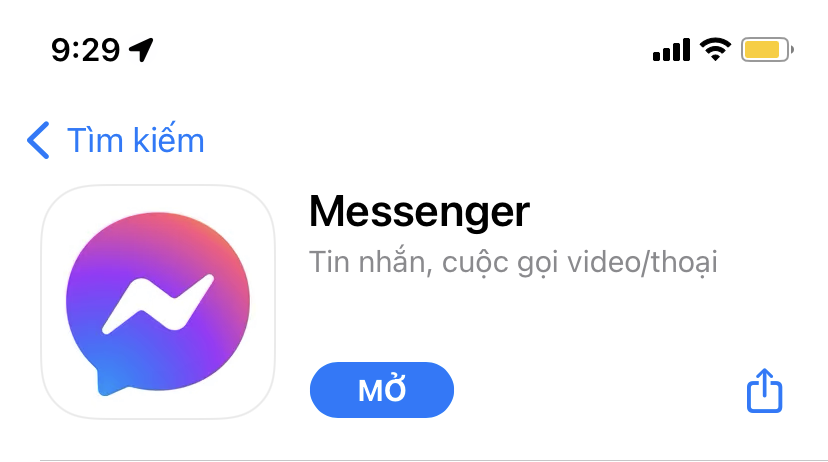 9:29
Tìm kiếm
Messenger
Tin nhắn, cuộc gọi video/thoại
MỞ